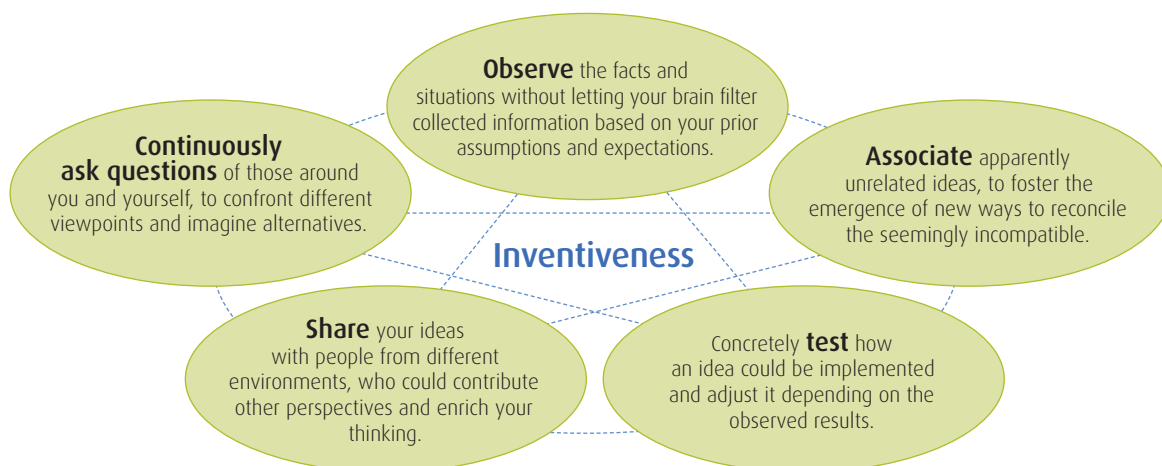 Observe the facts and
situations without letting your brain filter
collected information based on your prior
assumptions and expectations.
Continuously
ask questions of those around
you and yourself, to confront different
viewpoints and imagine alternatives.
Associate apparently
unrelated ideas, to foster the
emergence of new ways to reconcile
the seemingly incompatible.
Inventiveness
Share your ideas
with people from different
environments, who could contribute
other perspectives and enrich your
thinking.
Concretely test how
an idea could be implemented
and adjust it depending on the
observed results.